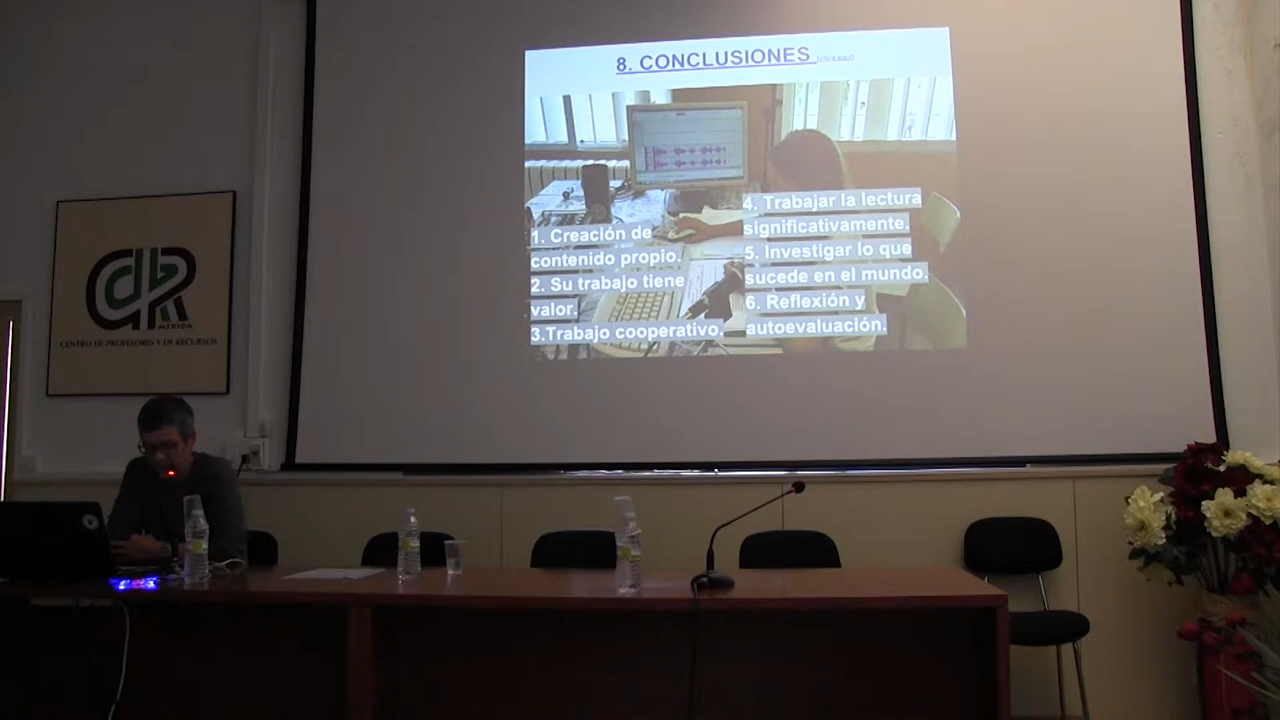 8. CONCLUSIONES
1. Creación de
contenido propio.
2. Su trabajo tiene
valor.
3.Trabajo cooperativo.
4. Trabajar la lectura
significativamente.
5. Investigar lo que
sucede en el mundo.
6. Reflexión y
autoevaluación.
MÉRIDA
CENTRO DE PROFESORES Y DE RECURSOS